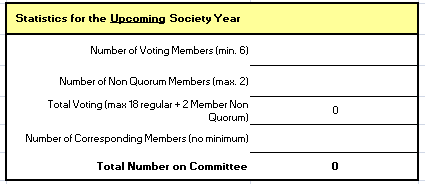 Statistics for the Upcoming Society Year
Number of Voting Members (min. 6)
Number of Non Quorum Members (max. 2)
Total Voting (max 18 regular + 2 Member Non
Quorum)
0
Number of Corresponding Members (no minimum)
Total Number on Committee
0